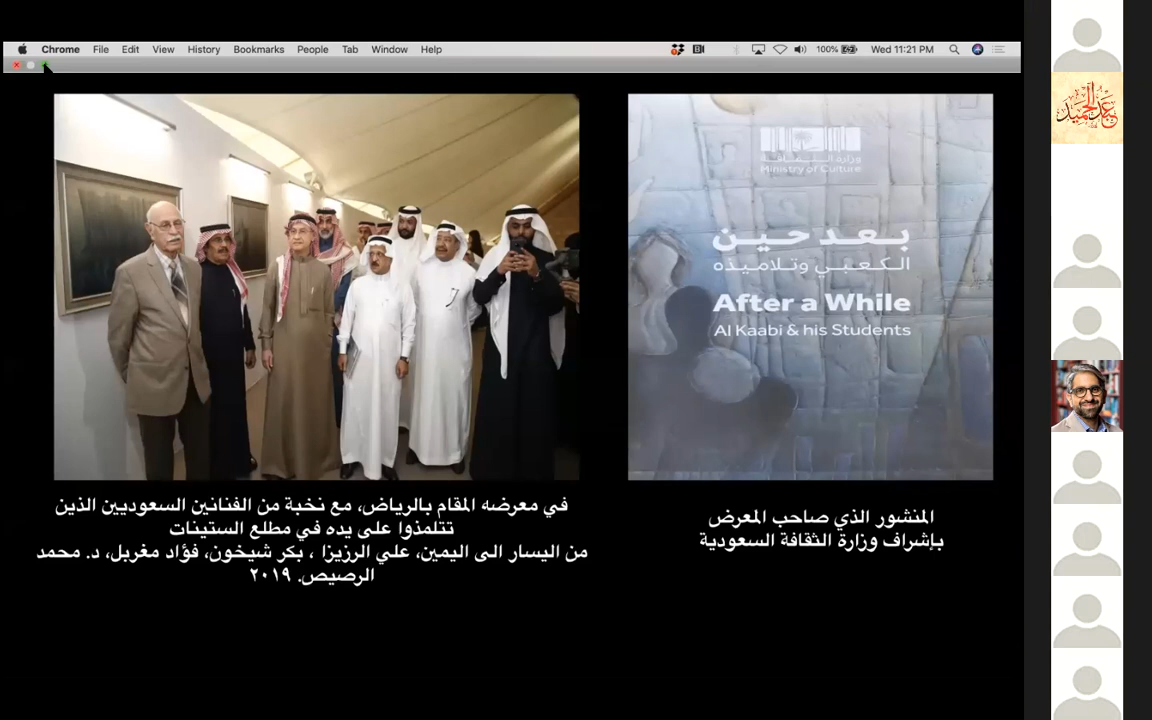 Chrome File Edit View History Bookmarks People Tab Window Help 100% Wed 11:21 PM
عبد الحميد
وزارة الثقافة
Ministry of Culture
بعد حين
الكعبي وتلاميذه
After a While
Al Kaabi & his Students
في معرضه المقام بالرياض، مع نخبة من الفنانين السعوديين الذين
تتلمذوا على يده في مطلع الستينات
من اليسار الى اليمين، علي الرزيزا ، بكر شيخون، فؤاد مغربل، د. محمد
الرصيص. ٢٠١٩
المنشور الذي صاحب المعرض
بإشراف وزارة الثقافة السعودية